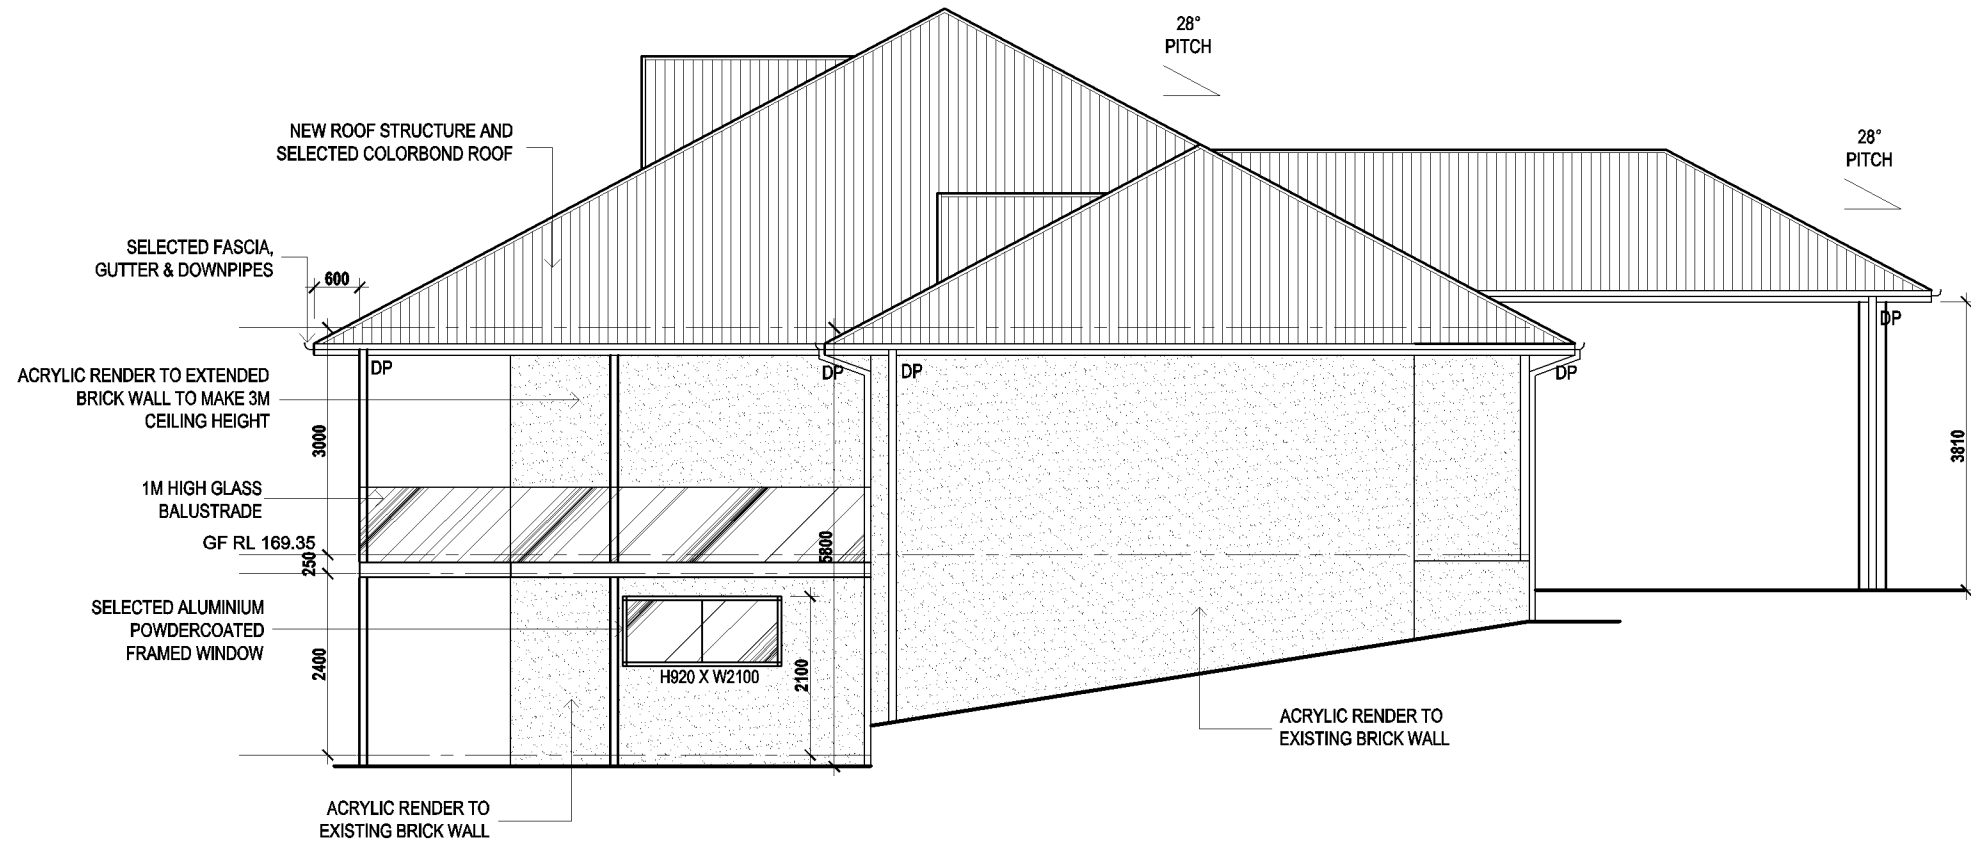 28°
PITCH
28°
PITCH
NEW ROOF STRUCTURE AND
SELECTED COLORBOND ROOF
SELECTED FASCIA,
GUTTER & DOWNPIPES
600
DP
DP
DP
DP
DP
ACRYLIC RENDER TO EXTENDED
BRICK WALL TO MAKE 3M
CEILING HEIGHT
3000
3810
1M HIGH GLASS
BALUSTRADE
GF RL 169.35
250
5800
SELECTED ALUMINIUM
POWDERCOATED
FRAMED WINDOW
2400
H920 X W2100
2100
ACRYLIC RENDER TO
EXISTING BRICK WALL
ACRYLIC RENDER TO
EXISTING BRICK WALL